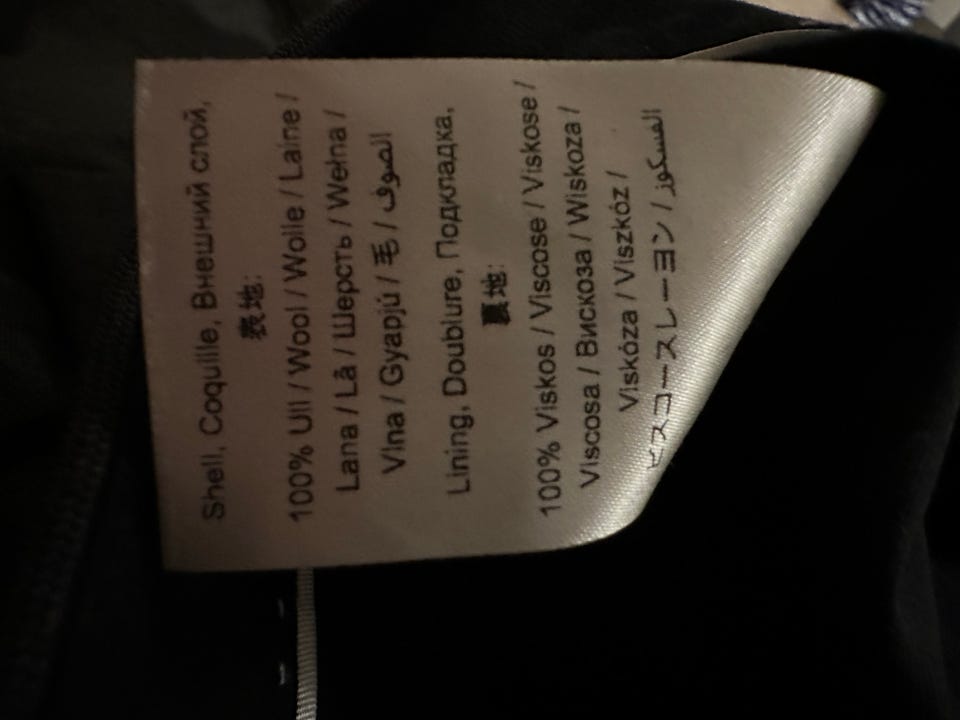 Shell, Coquille, Внешний слой,
表地:
100% Ull / Wool / Wolle / Laine /
Lana / Lã / Шерсть / Wełna /
Vlna / Gyapjú / 毛 / الصوف
Lining, Doublure, Подкладка,
裏地:
100% Viskos / Viscose / Viskose /
Viscosa / Вискоза / Wiskoza /
Viskóza / Viszkóz /
ビスコースレーヨン / الفسكوز